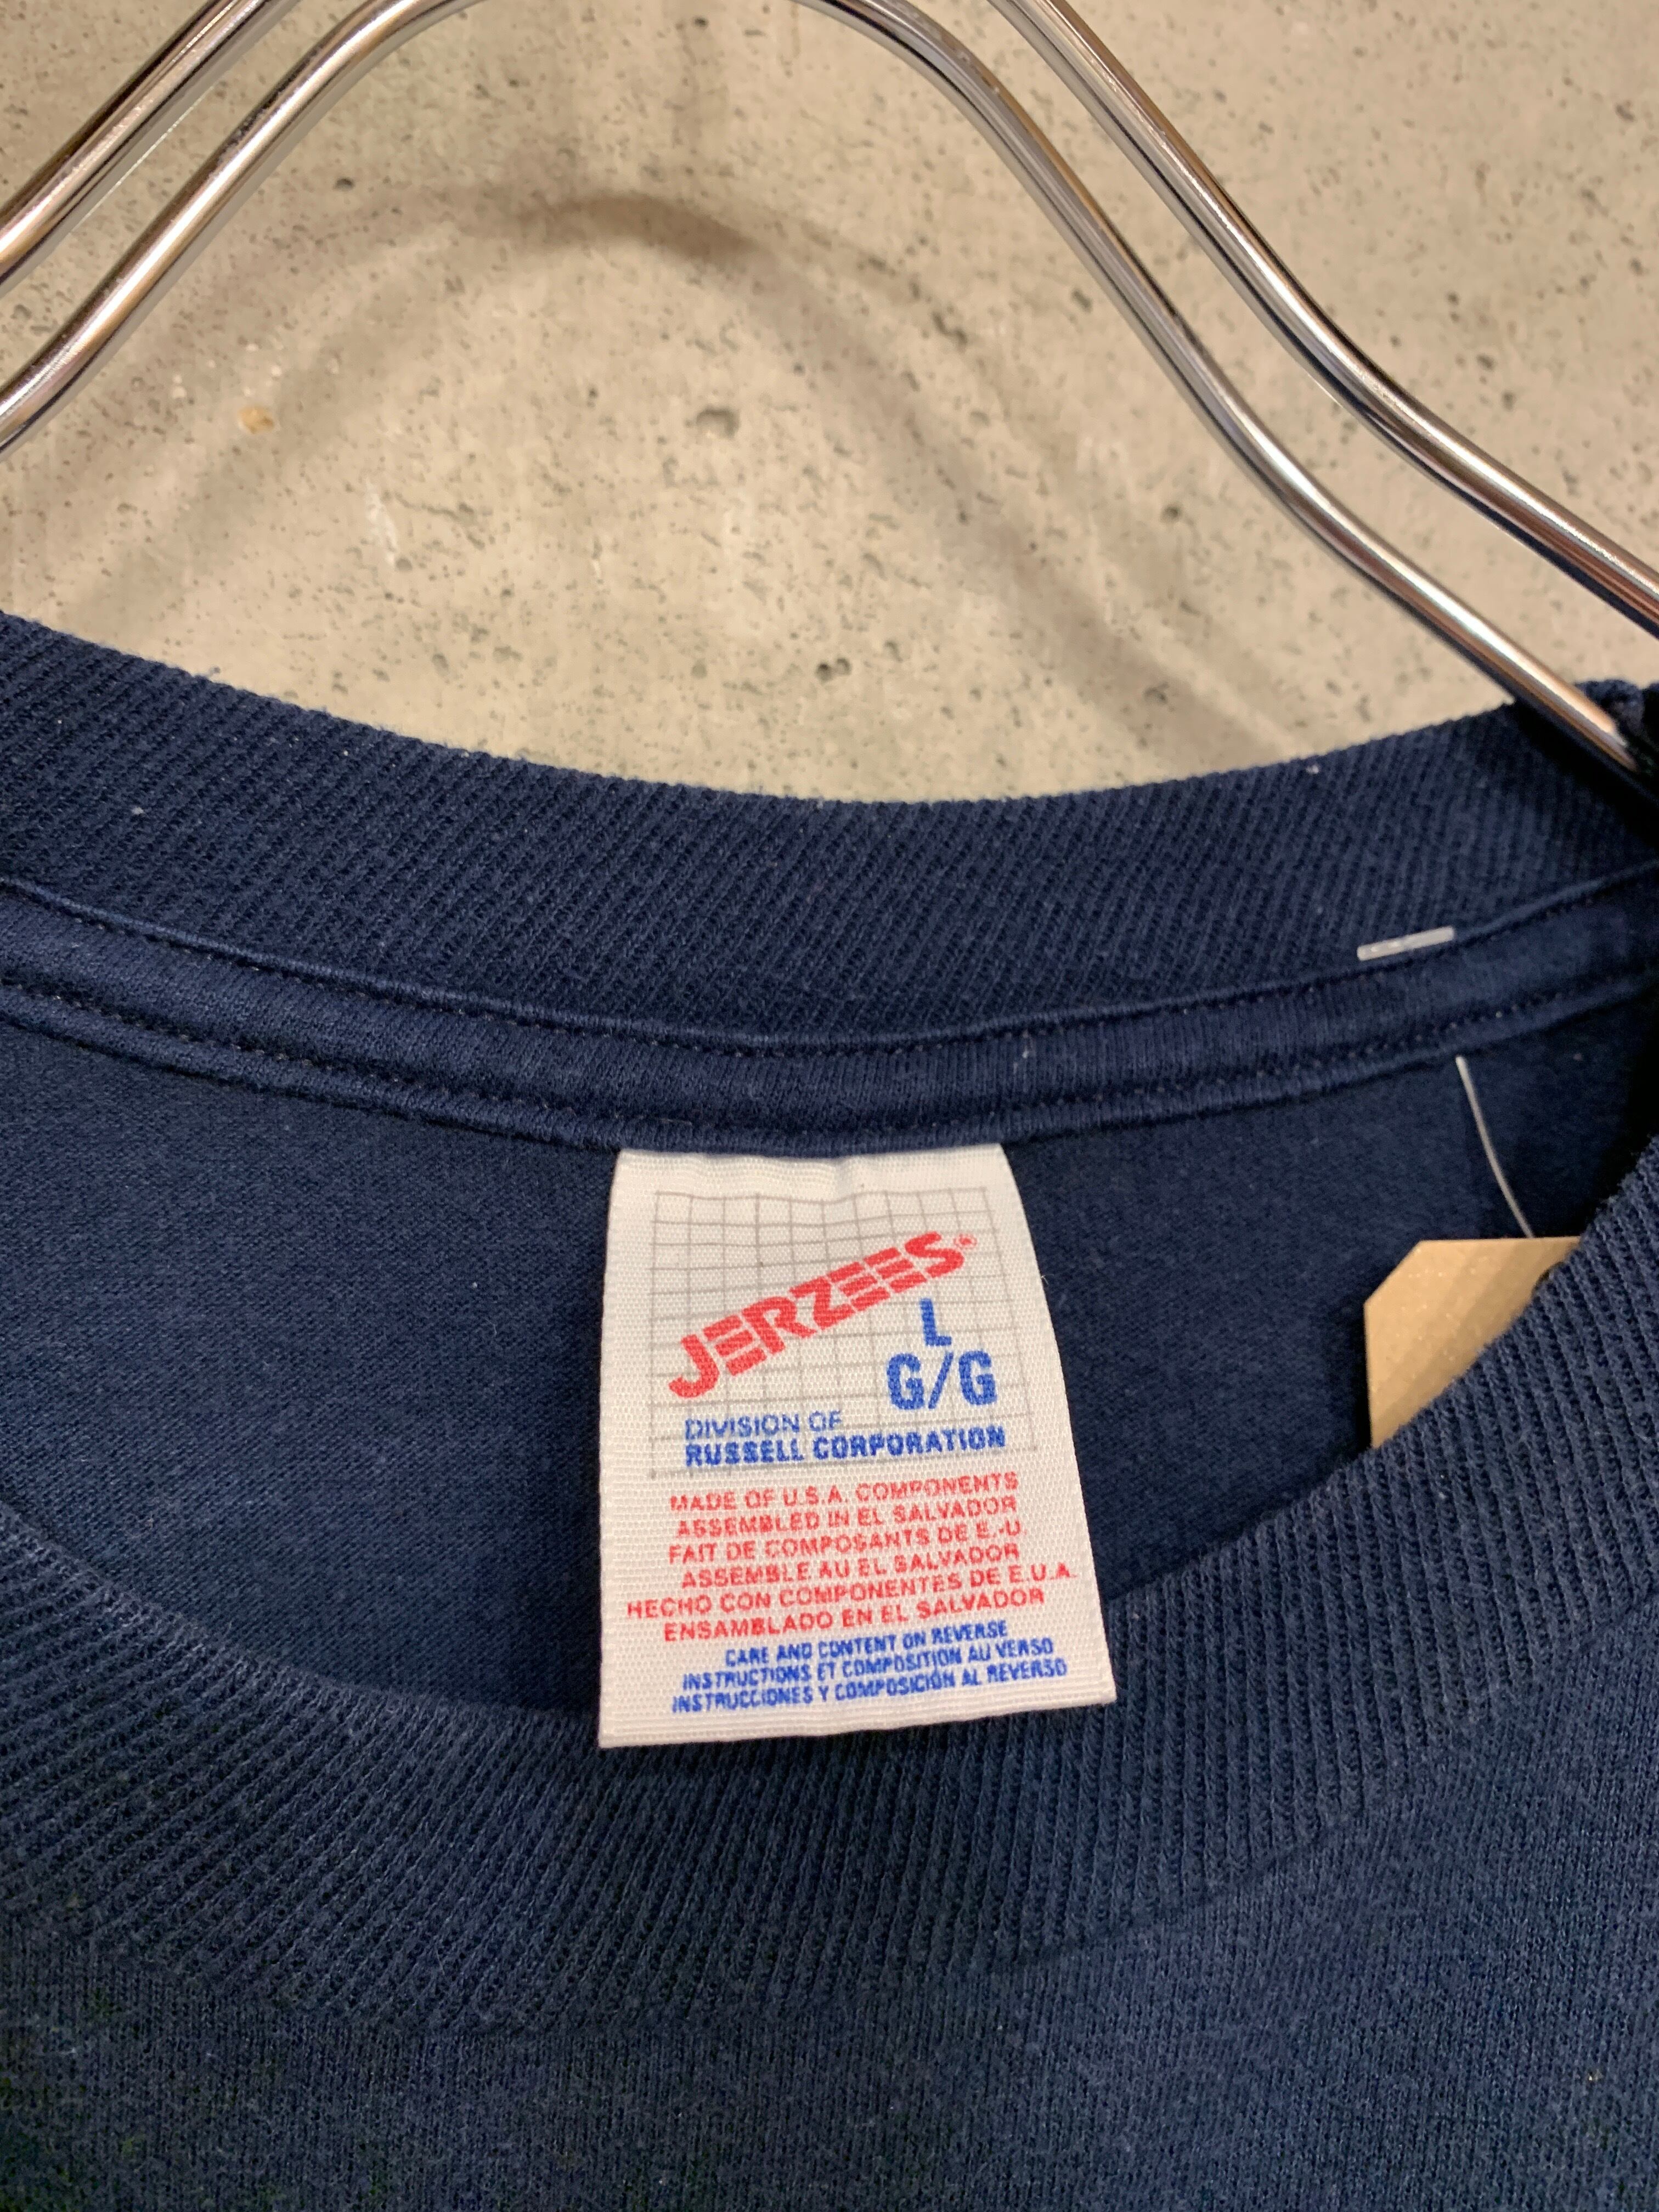 JERZEES®
L
G/G
DIVISION OF
RUSSELL CORPORATION
MADE OF U.S.A. COMPONENTS
ASSEMBLED IN EL SALVADOR
FAIT DE COMPOSANTS DE E.-U.
ASSEMBLE AU EL SALVADOR
HECHO CON COMPONENTES DE E.U.A.
ENSAMBLADO EN EL SALVADOR
CARE AND CONTENT ON REVERSE
INSTRUCTIONS ET COMPOSITION AU VERSO
INSTRUCCIONES Y COMPOSICIÓN AL REVERSO